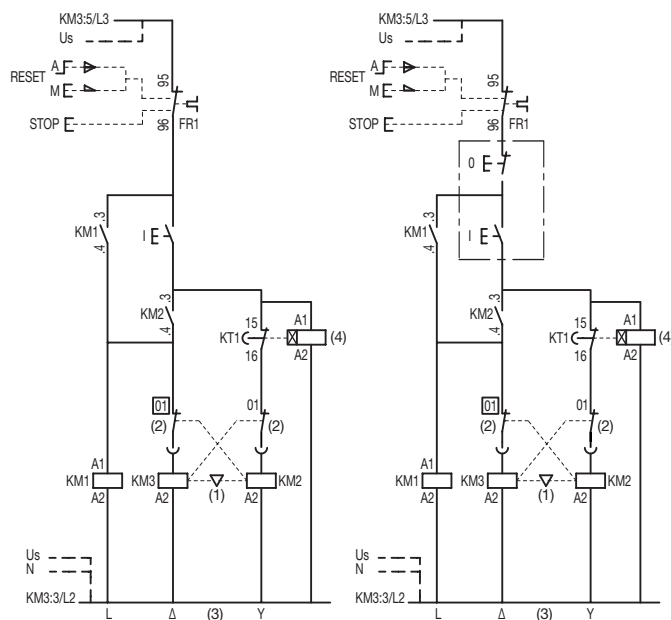 KM3:5/L3
Us
A
RESET
M
STOP
95
96
FR1
.3
KM1
.4
I
.3
KM2
.4
15
KT1
16
A1
(4)
A2
01
(2)
01
(2)
A1
KM1
A2
KM3
A2
(1)
A2
KM2
Us
N
KM3:3/L2
L
Δ
(3)
Y
KM3:5/L3
Us
A
RESET
M
STOP
95
96
FR1
0
.3
KM1
.4
I
.3
KM2
.4
15
KT1
16
A1
(4
A2
01
(2)
01
(2)
A1
KM1
A2
KM3
A2
(1)
A2
KM2
Us
N
KM3:3/L2
L
Δ
(3)
Y